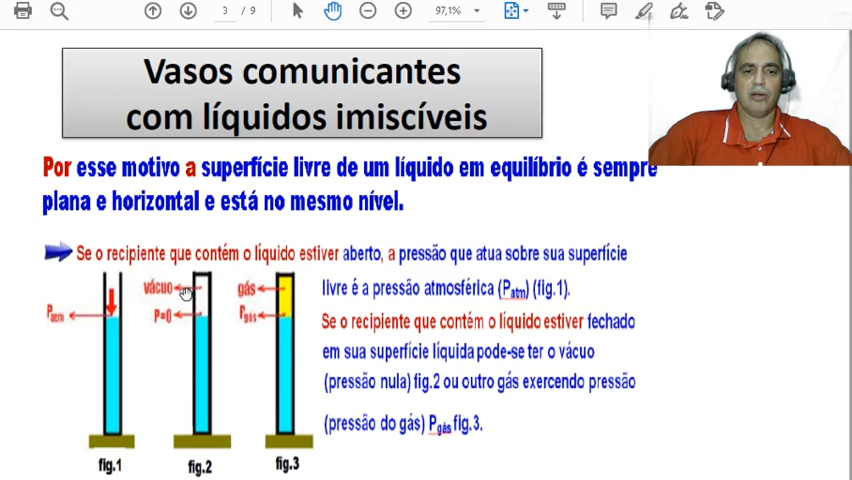 3 / 9
97,1%
Vasos comunicantes
com líquidos imiscíveis
Por esse motivo a superfície livre de um líquido em equilíbrio é sempre
plana e horizontal e está no mesmo nível.
Se o recipiente que contém o líquido estiver aberto, a pressão que atua sobre sua superfície
livre é a pressão atmosférica (Patm) (fig.1).
Se o recipiente que contém o líquido estiver fechado
em sua superfície líquida pode-se ter o vácuo
(pressão nula) fig.2 ou outro gás exercendo pressão
(pressão do gás) Pgás fig.3.
Patm
vácuo
P=0
gás
Pgás
fig.1
fig.2
fig.3